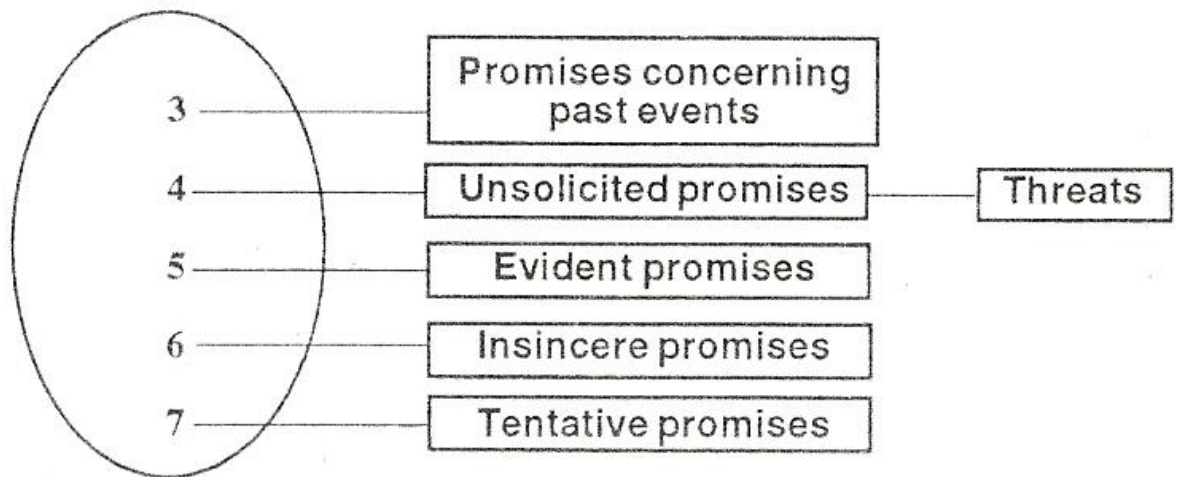 3 Promises concerning
past events
4 Unsolicited promises Threats
5 Evident promises
6 Insincere promises
7 Tentative promises